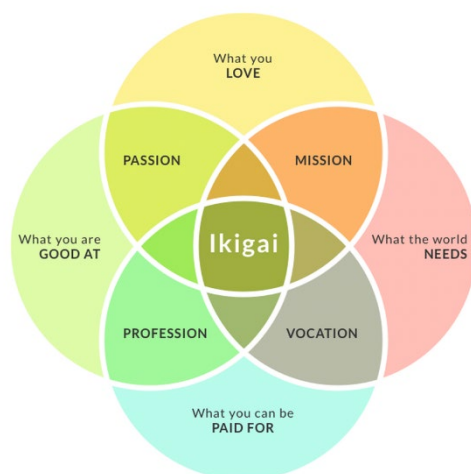 What you
LOVE
PASSION
MISSION
What you are
GOOD AT
Ikigai
What the world
NEEDS
PROFESSION
VOCATION
What you can be
PAID FOR